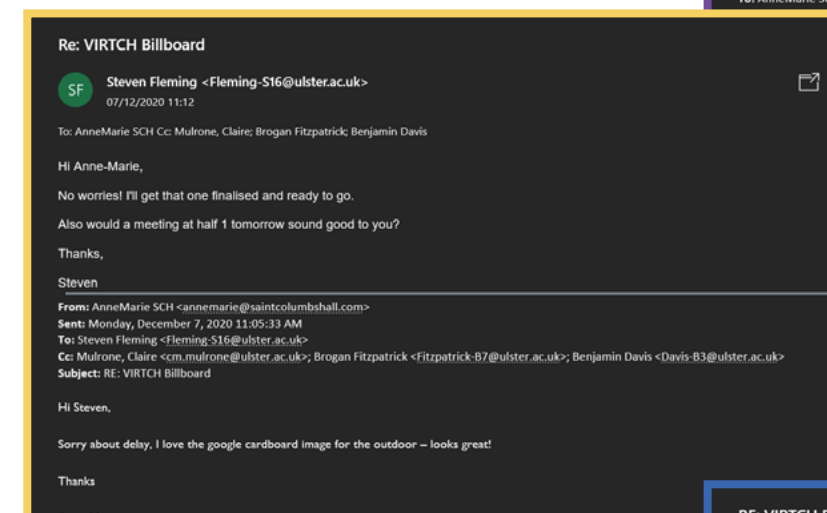 To: AnneMarie
Re: VIRTCH Billboard
SF
Steven Fleming <Fleming-S16@ulster.ac.uk>
07/12/2020 11:12
To: AnneMarie SCH Cc: Mulrone, Claire; Brogan Fitzpatrick; Benjamin Davis
Hi Anne-Marie,
No worries! I'll get that one finalised and ready to go.
Also would a meeting at half 1 tomorrow sound good to you?
Thanks,
Steven
From: AnneMarie SCH <annemarie@saintcolumbshall.com>
Sent: Monday, December 7, 2020 11:05:33 AM
To: Steven Fleming <Fleming-S16@ulster.ac.uk>
Cc: Mulrone, Claire <cm.mulrone@ulster.ac.uk>; Brogan Fitzpatrick <Fitzpatrick-B7@ulster.ac.uk>; Benjamin Davis <Davis-B3@ulster.ac.uk>
Subject: RE: VIRTCH Billboard
Hi Steven,
Sorry about delay, I love the google cardboard image for the outdoor – looks great!
Thanks
RE: VIRTCH